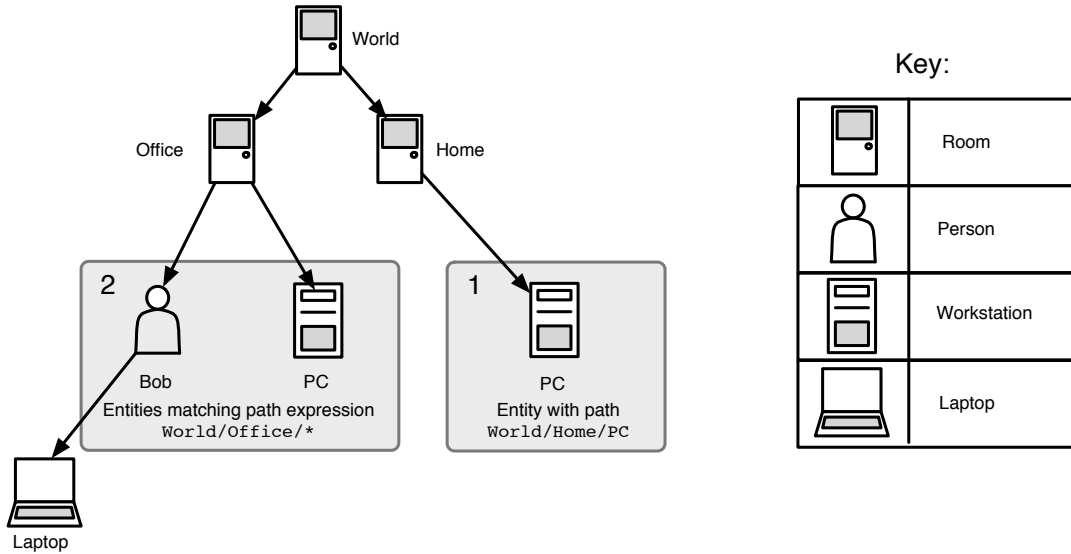 World
Key:
Office
Home
Room
Person
2
1
Workstation
Bob
PC
PC
Entities matching path expression
World/Office/*
Entity with path
World/Home/PC
Laptop
Laptop